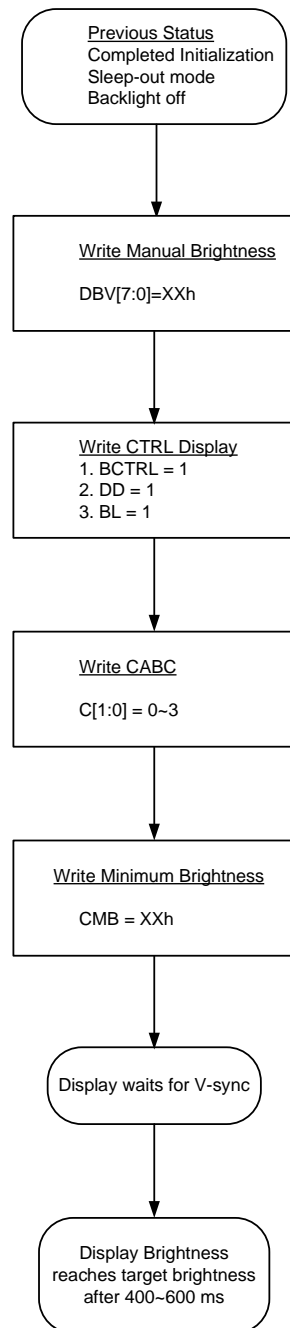 Previous Status
Completed Initialization
Sleep-out mode
Backlight off
Write Manual Brightness
DBV[7:0]=XXh
Write CTRL Display
1. BCTRL = 1
2. DD = 1
3. BL = 1
Write CABC
C[1:0] = 0~3
Write Minimum Brightness
CMB = XXh
Display waits for V-sync
Display Brightness
reaches target brightness
after 400~600 ms